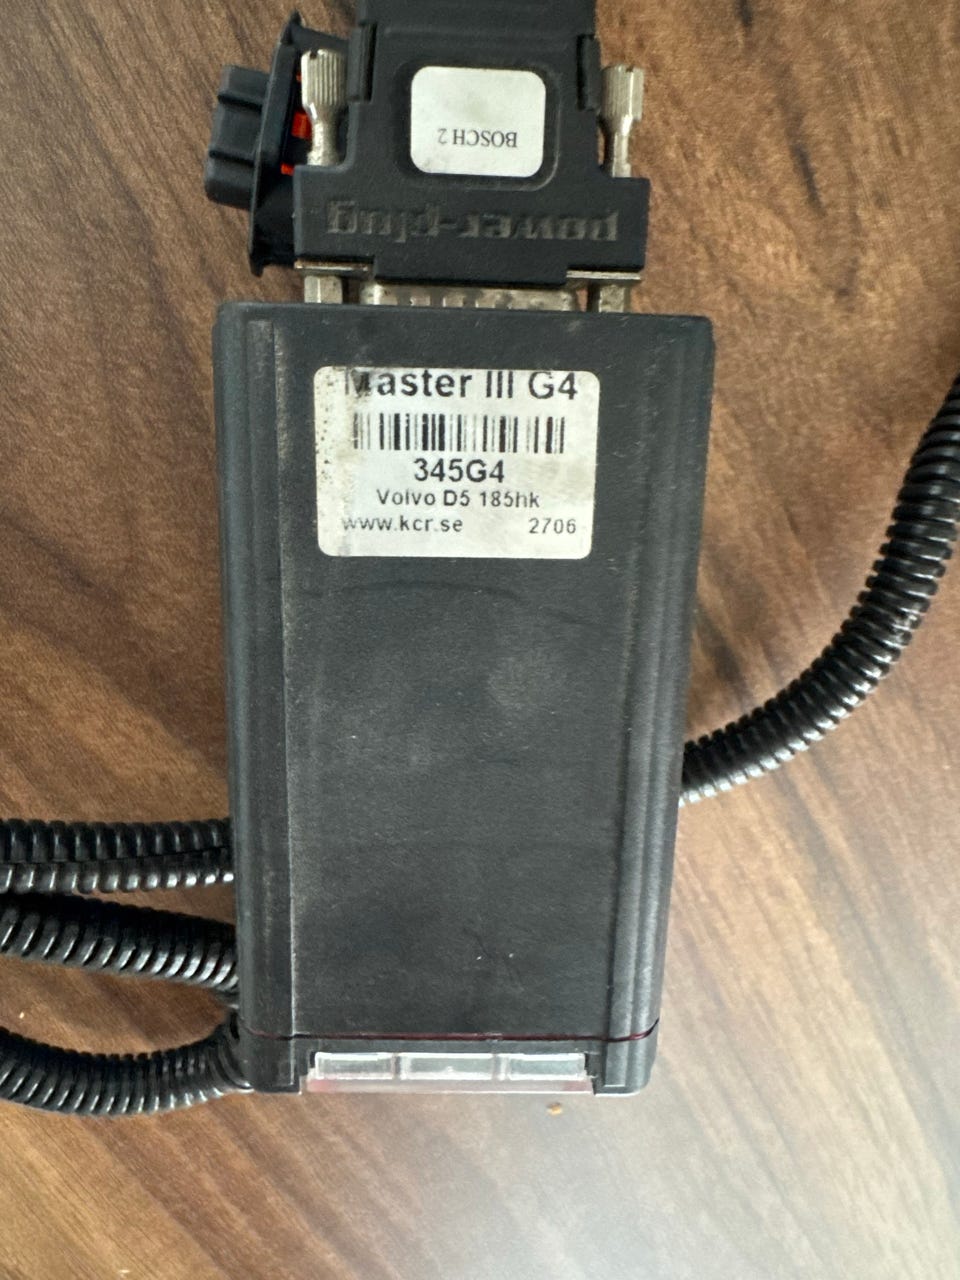 BOSCH 2
power-plug
Master III G4
345G4
Volvo D5 185hk
www.kcr.se 2706